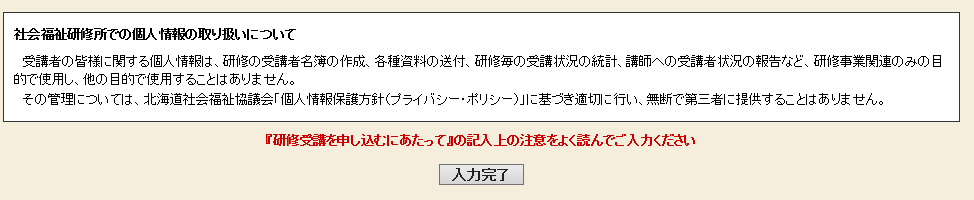 社会福祉研修所での個人情報の取り扱いについて
受講者の皆様に関する個人情報は、研修の受講者名簿の作成、各種資料の送付、研修毎の受講状況の統計、講師への受講者状況の報告など、研修事業関連のみの目
的で使用し、他の目的で使用することはありません。
その管理については、北海道社会福祉協議会「個人情報保護方針（プライバシー・ポリシー）」に基づき適切に行い、無断で第三者に提供することはありません。
『研修受講を申し込むにあたって』の記入上の注意をよく読んでご入力ください
入力完了